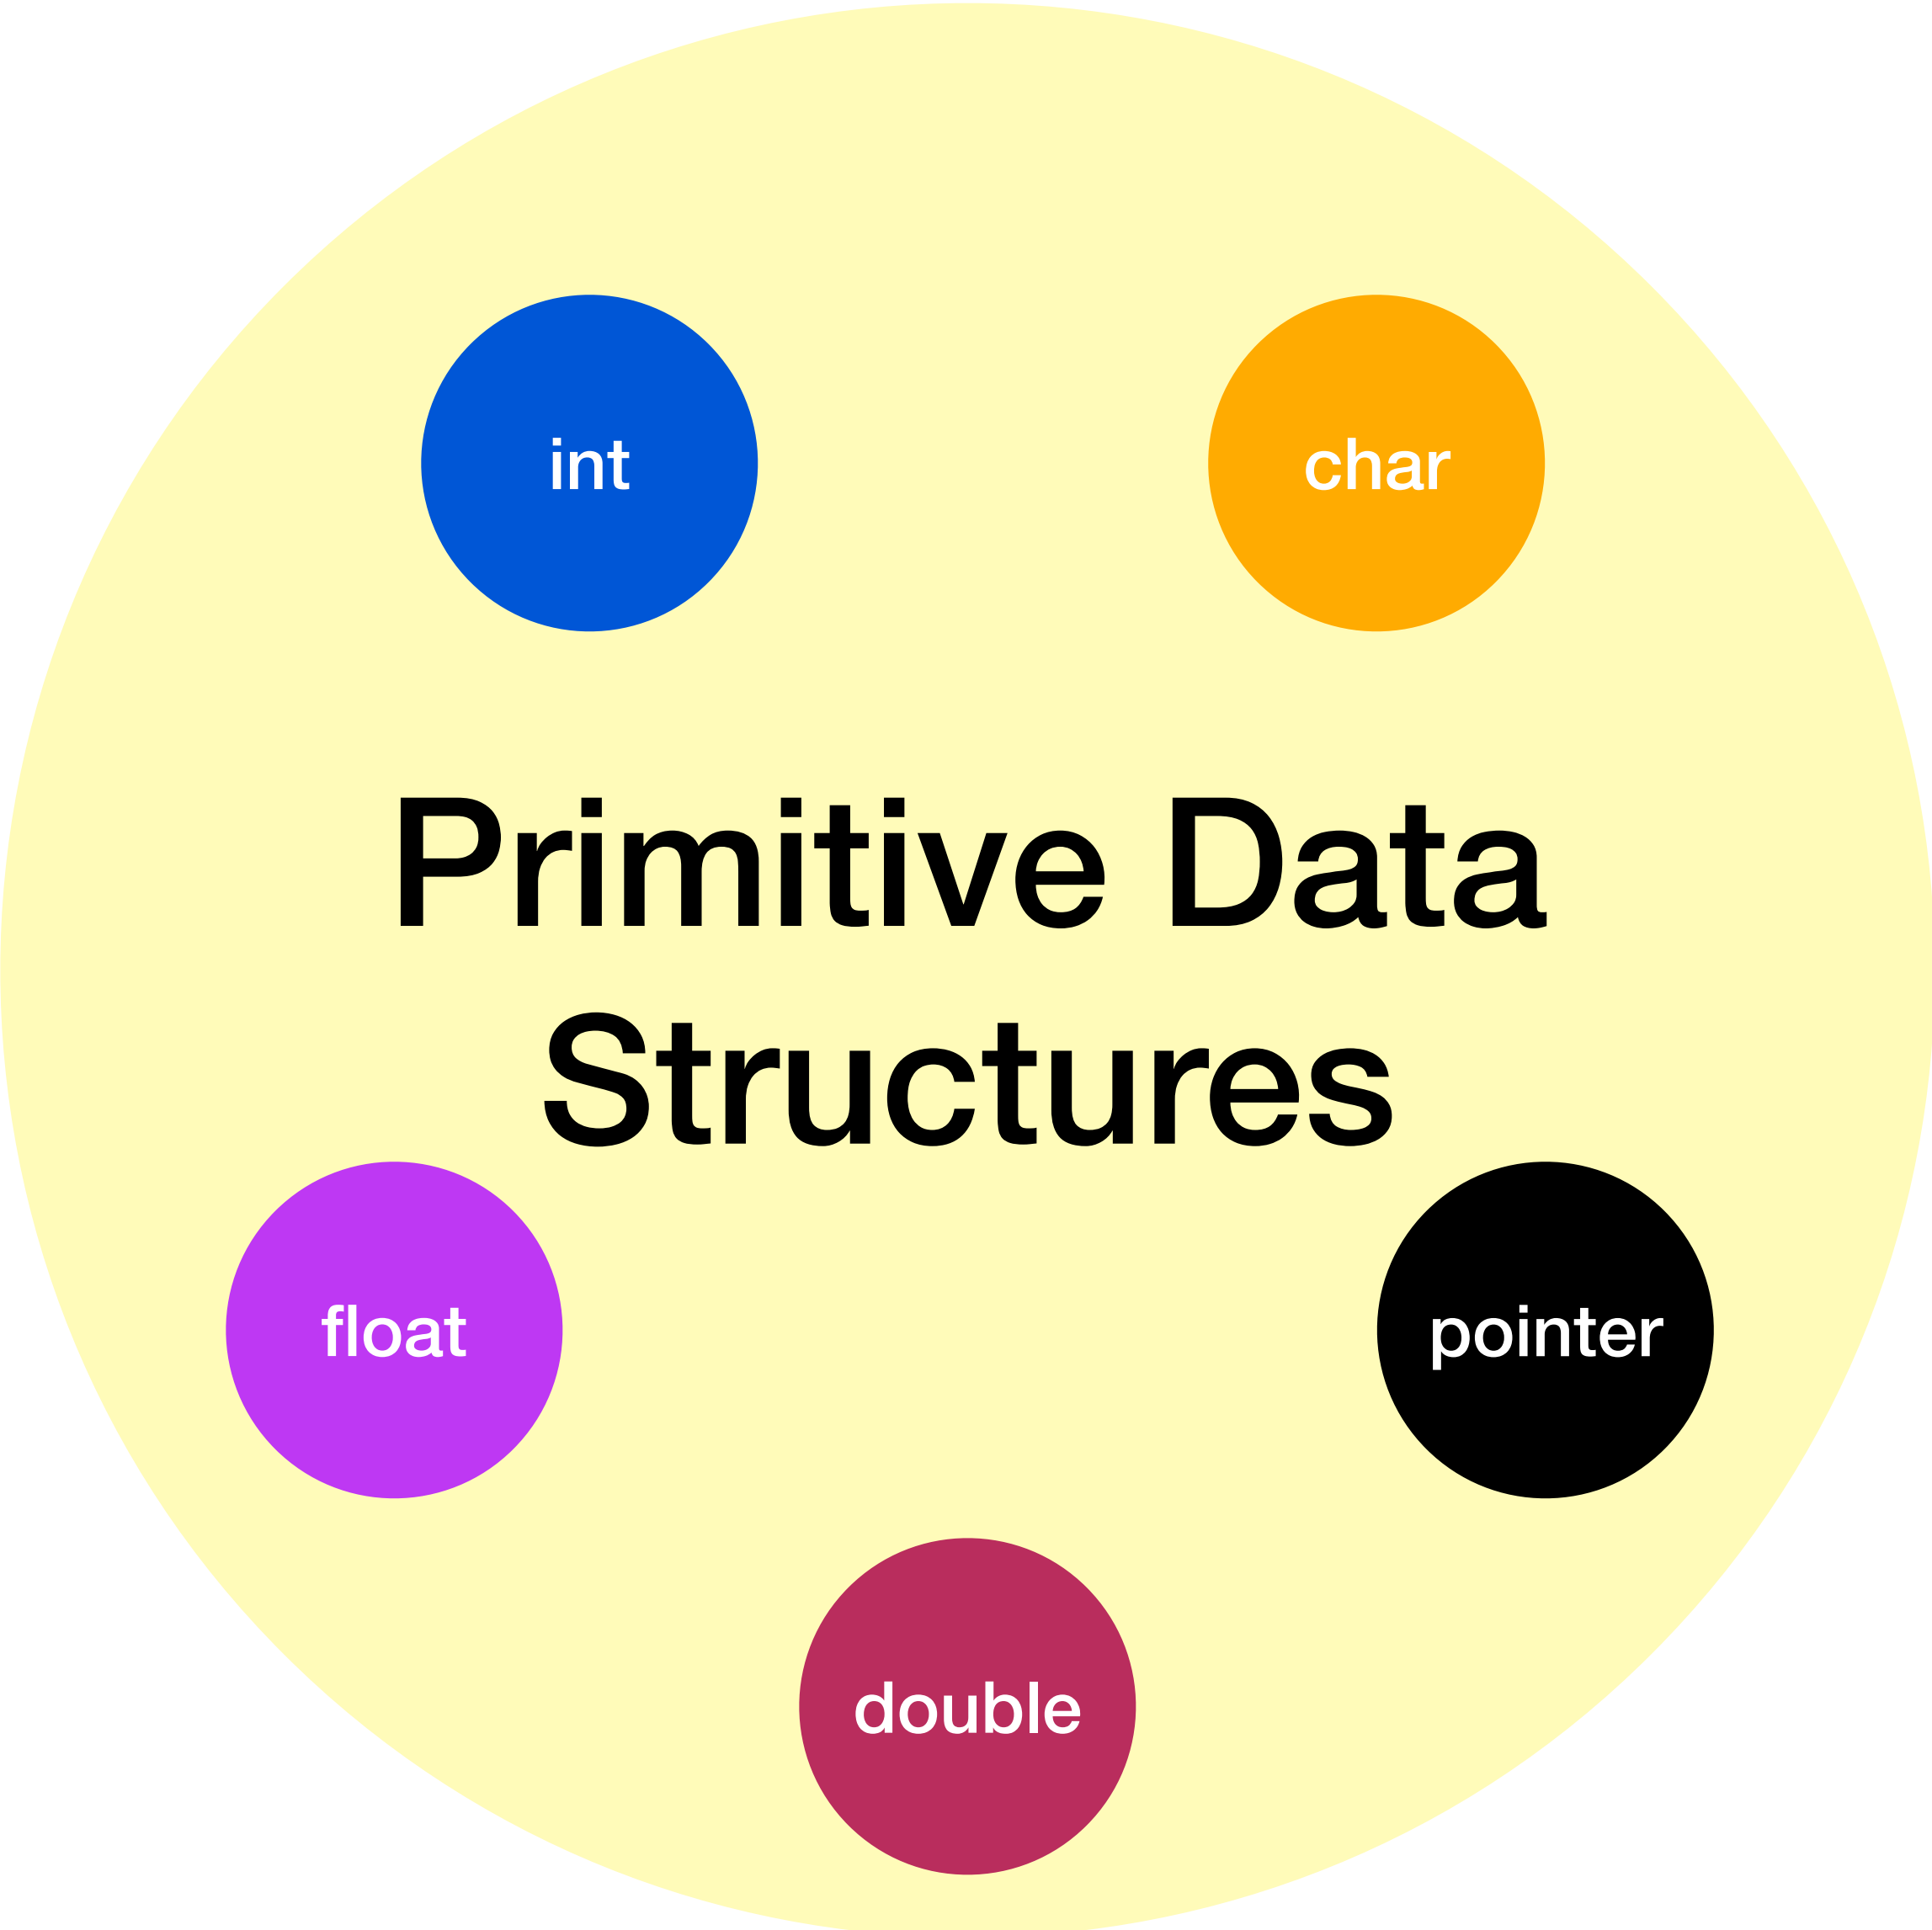 int
char
Primitive Data
Structures
float
pointer
double